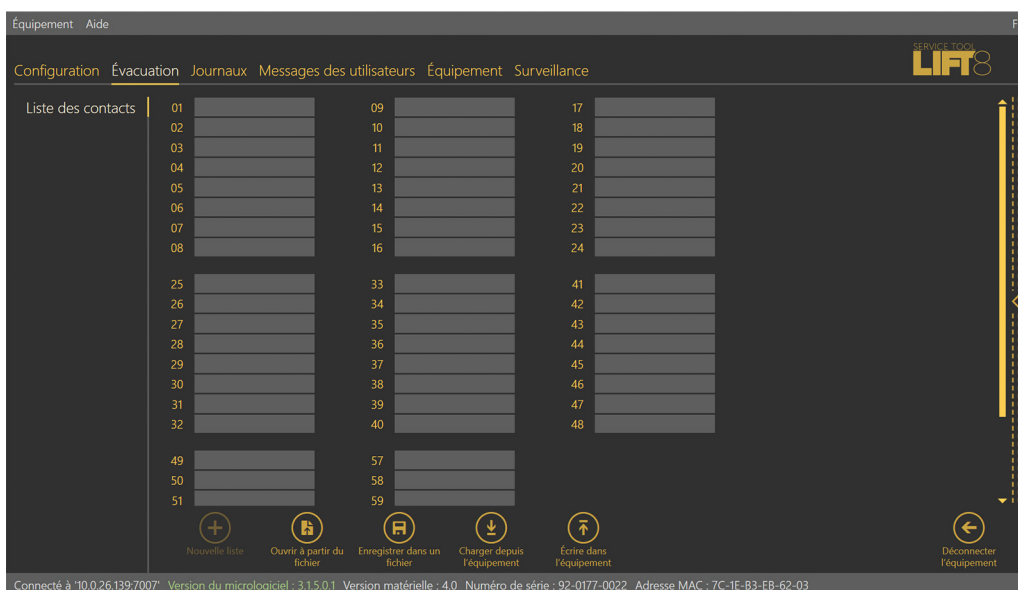 Équipement Aide F
SERVICE TOOL
LIFT8
Configuration Évacuation Journaux Messages des utilisateurs Équipement Surveillance
Liste des contacts
01 09 17
02 10 18
03 11 19
04 12 20
05 13 21
06 14 22
07 15 23
08 16 24
25 33 41
26 34 42
27 35 43
28 36 44
29 37 45
30 38 46
31 39 47
32 40 48
49 57
50 58
51 59
Nouvelle liste
Ouvrir à partir du
fichier
Enregistrer dans un
fichier
Charger depuis
l'équipement
Écrire dans
l'équipement
Déconnecter
l'équipement
Connecté à '10.0.26.139:7007' Version du micrologiciel : 3.1.5.0.1 Version matérielle : 4.0 Numéro de série : 92-0177-0022 Adresse MAC : 7C-1E-B3-EB-62-03